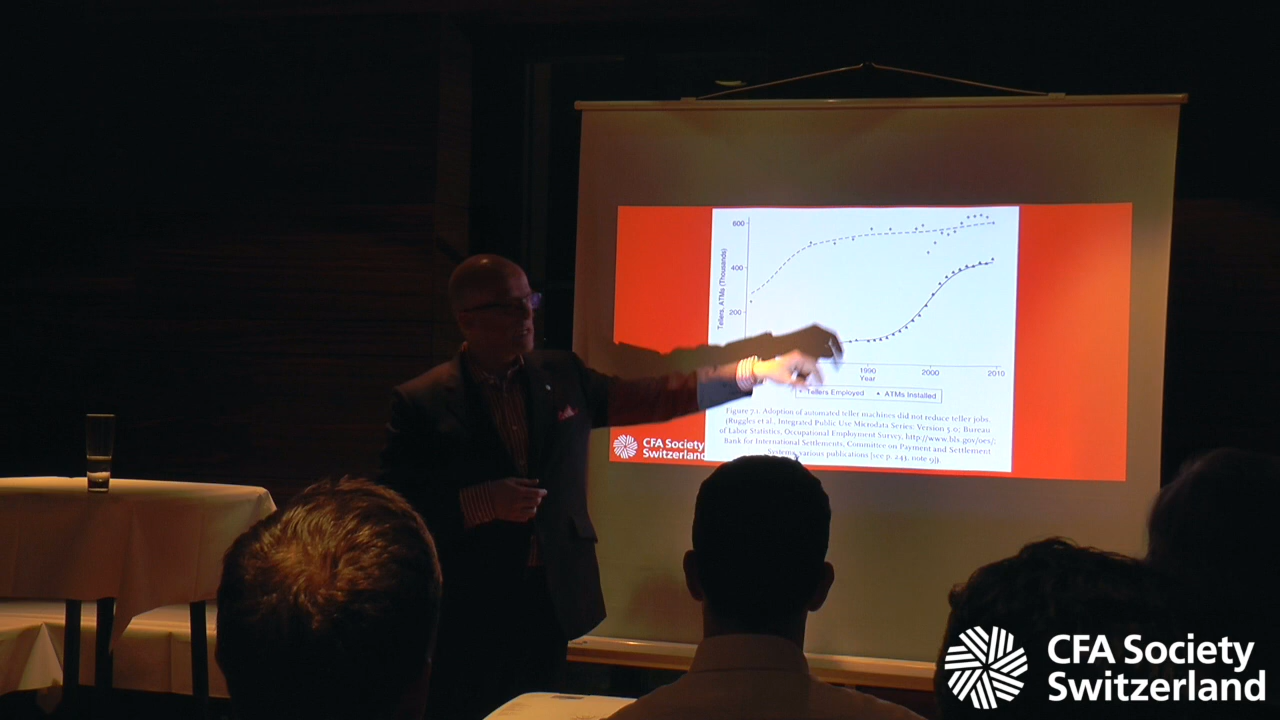 600
400
200
Tellers, ATMs (Thousands)
1990
2000
2010
Year
Tellers Employed
ATMs Installed
Figure 7.1. Adoption of automated teller machines did not reduce teller jobs.
(Ruggles et al., Integrated Public Use Microdata Series: Version 5.0; Bureau
of Labor Statistics, Occupational Employment Survey, http://www.bls.gov/oes/;
Bank for International Settlements, Committee on Payment and Settlement
Systems, various publications [see p. 243, note 9]).
CFA Society
Switzerland
CFA Society
Switzerland